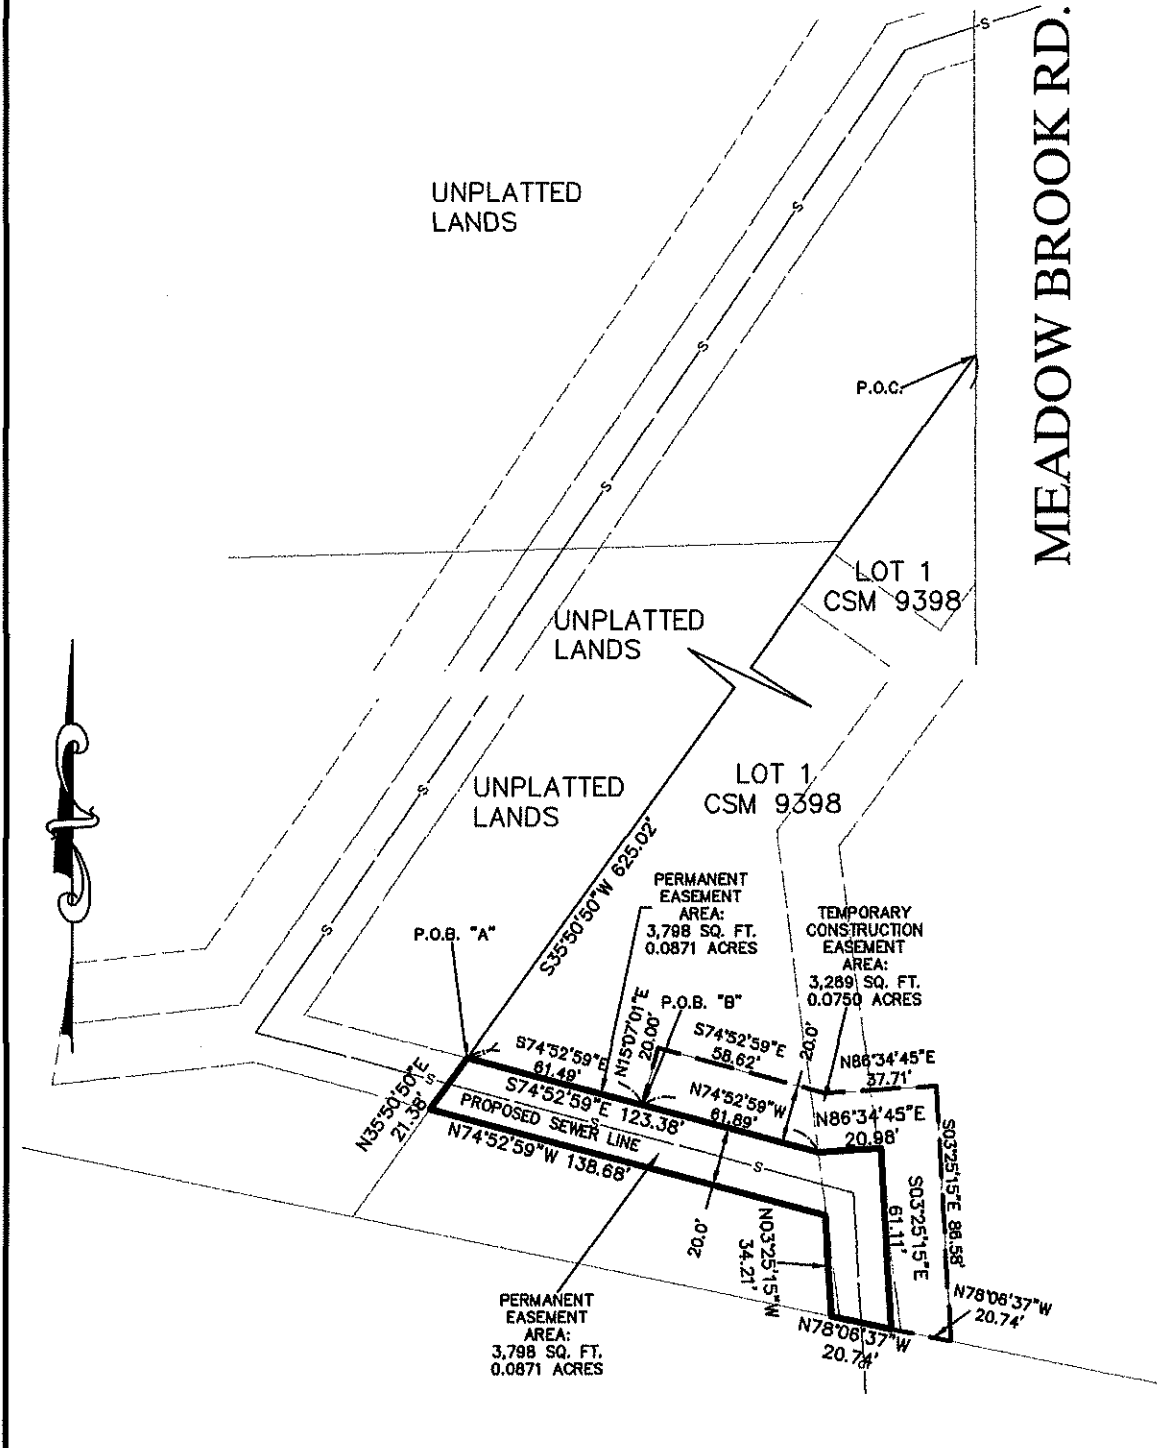 MEADOW BROOK RD.
S
UNPLATTED
LANDS
S
S
P.O.C.
S
LOT 1
CSM 9398
UNPLATTED
LANDS
LOT 1
CSM 9398
UNPLATTED
LANDS
S
S35°50'50"W 625.02'
PERMANENT
EASEMENT
AREA:
3,798 SQ. FT.
0.0871 ACRES
TEMPORARY
CONSTRUCTION
EASEMENT
AREA:
3,269 SQ. FT.
0.0750 ACRES
S
P.O.B. "A"
P.O.B. "B"
N15°07'01"E
20.00'
S74°52'59"E
58.62'
20.0'
N86°34'45"E
37.71'
S74°52'59"E
61.49'
N74°52'59"W
61.89'
N86°34'45"E
20.98'
S74°52'59"E 123.38'
S
N35°50'50"E
21.38'
PROPOSED SEWER LINE
S
N74°52'59"W 138.68'
S
S03°25'15"E 86.58'
S03°25'15"E
61.11'
20.0'
N03°25'15"W
34.21'
N78°06'37"W
20.74'
N78°06'37"W
20.74'
S
PERMANENT
EASEMENT
AREA:
3,798 SQ. FT.
0.0871 ACRES